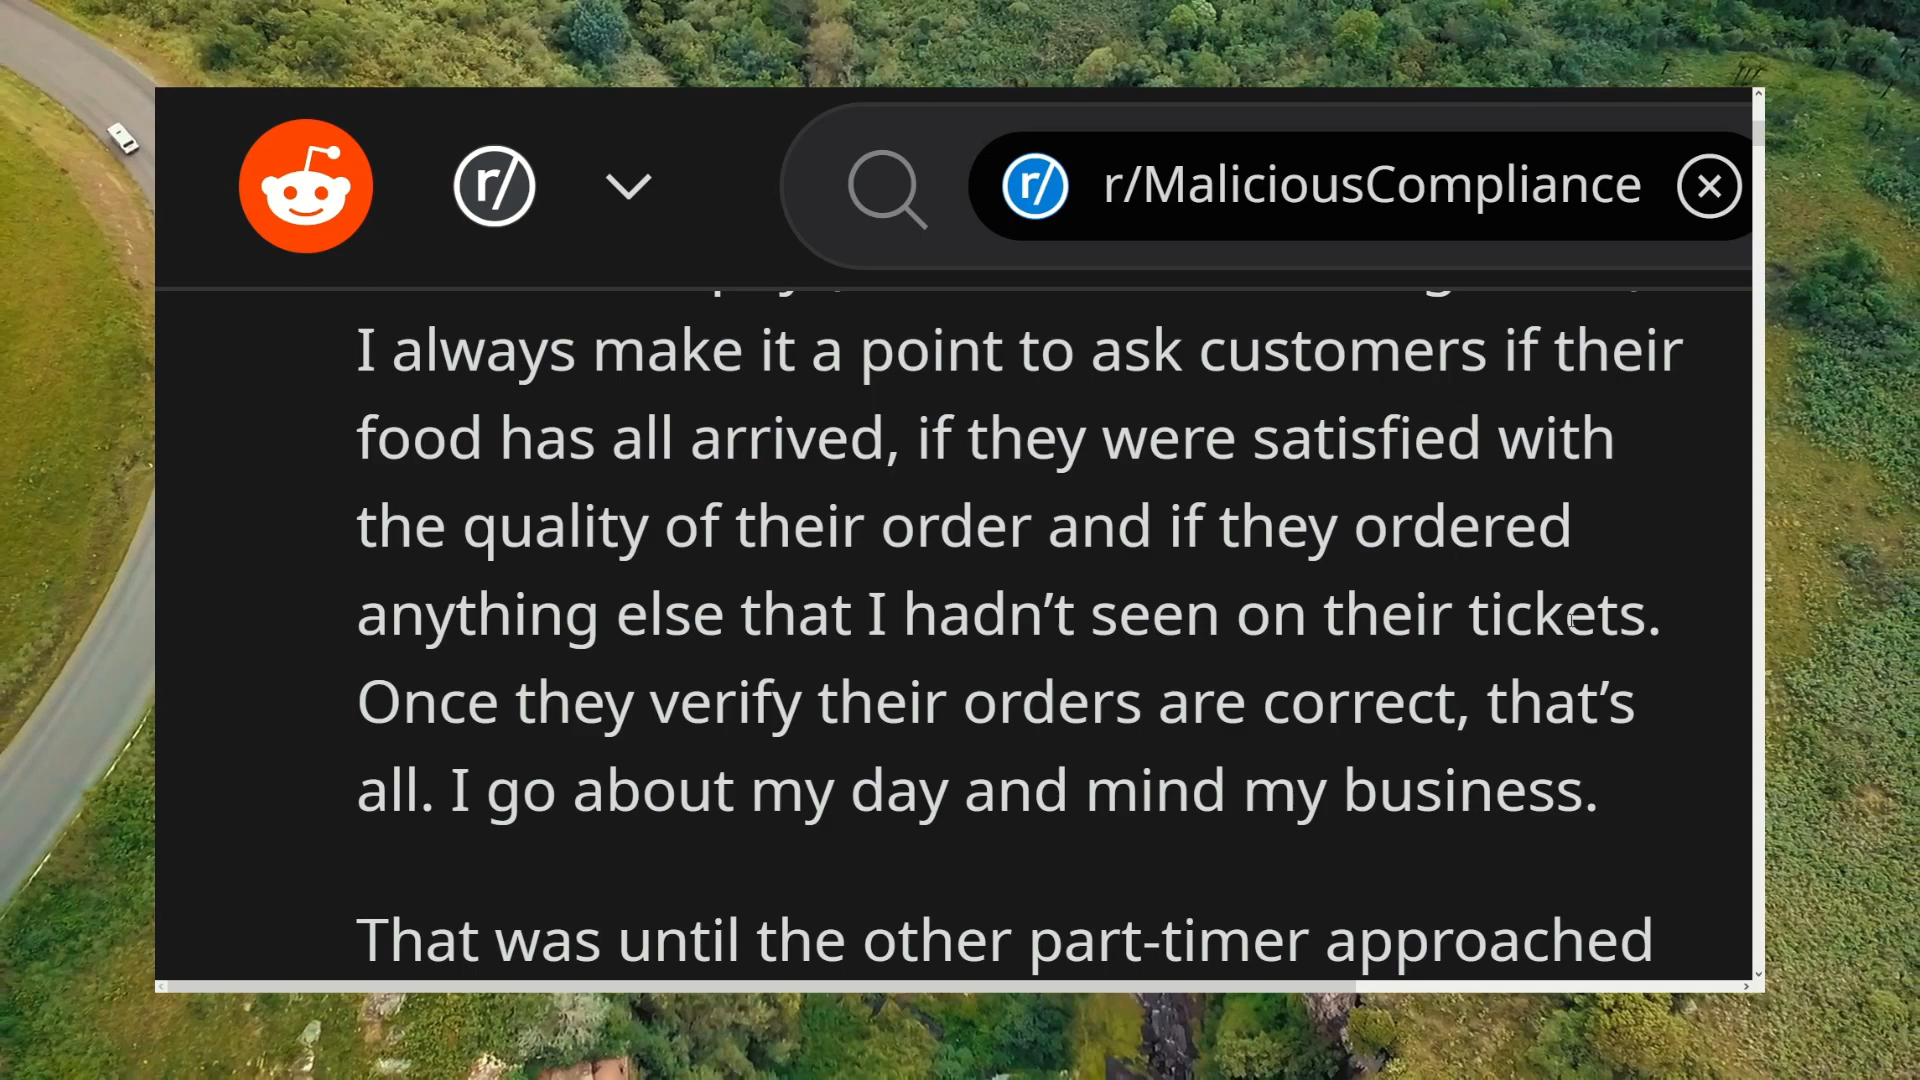 r/
r/ r/MaliciousCompliance
I always make it a point to ask customers if their
food has all arrived, if they were satisfied with
the quality of their order and if they ordered
anything else that I hadn’t seen on their tickets.
Once they verify their orders are correct, that’s
all. I go about my day and mind my business.
That was until the other part-timer approached